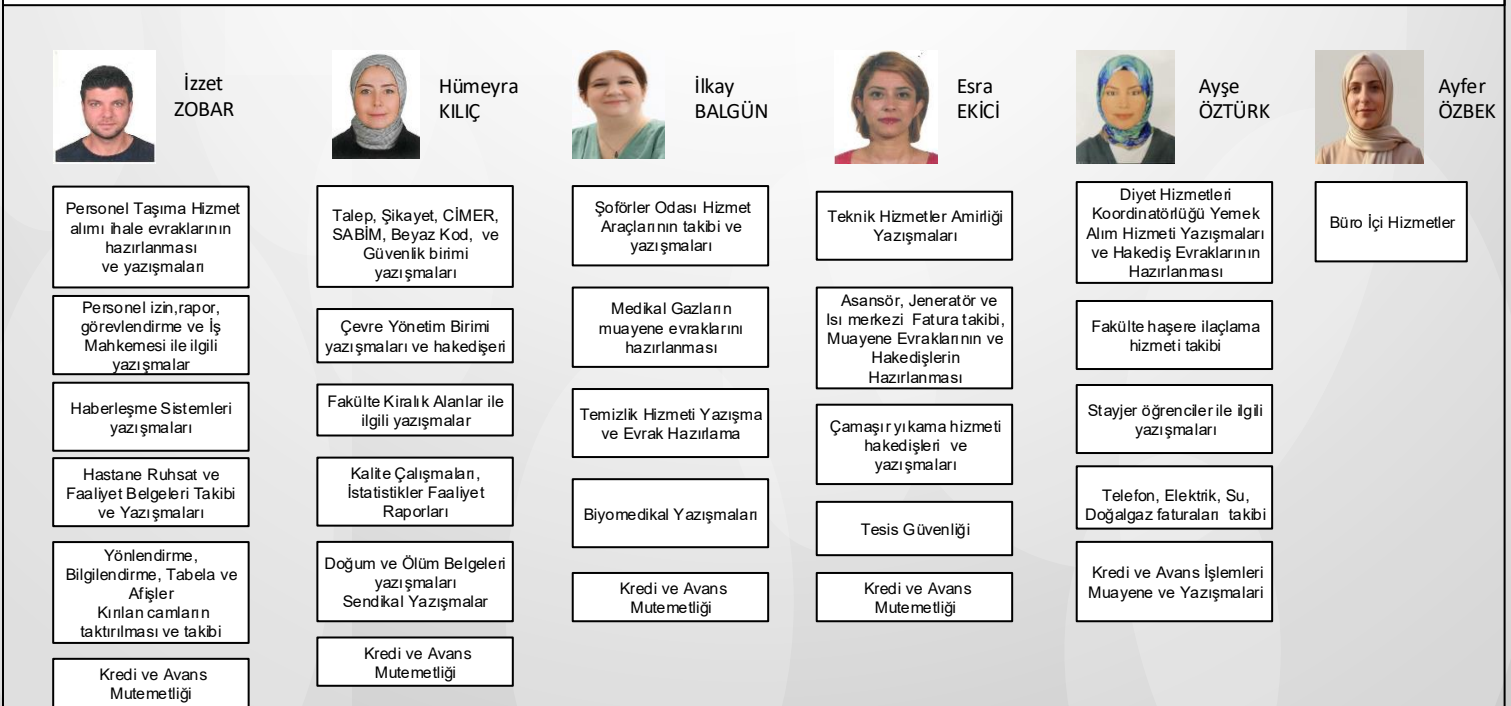 İzzet
ZOBAR
Personel Taşıma Hizmet
alımı ihale evraklarının
hazırlanması
ve yazışmaları
Personel izin,rapor,
görevlendirme ve İş
Mahkemesi ile ilgili
yazışmalar
Haberleşme Sistemleri
yazışmaları
Hastane Ruhsat ve
Faaliyet Belgeleri Takibi
ve Yazışmaları
Yönlendirme,
Bilgilendirme, Tabela ve
Afişler
Kırılan camların
taktırılması ve takibi
Kredi ve Avans
Mutemetliği
Hümeyra
KILIÇ
Talep, Şikayet, CİMER,
SABİM, Beyaz Kod, ve
Güvenlik birimi
yazışmaları
Çevre Yönetim Birimi
yazışmaları ve hakedişeri
Fakülte Kiralık Alanlar ile
ilgili yazışmalar
Kalite Çalışmaları,
İstatistikler Faaliyet
Raporları
Doğum ve Ölüm Belgeleri
yazışmaları
Sendikal Yazışmalar
Kredi ve Avans
Mutemetliği
İlkay
BALGÜN
Şoförler Odası Hizmet
Araçlarının takibi ve
yazışmaları
Medikal Gazların
muayene evraklarını
hazırlanması
Temizlik Hizmeti Yazışma
ve Evrak Hazırlama
Biyomedikal Yazışmaları
Kredi ve Avans
Mutemetliği
Esra
EKİCİ
Teknik Hizmetler Amirliği
Yazışmaları
Asansör, Jeneratör ve
Isı merkezi Fatura takibi,
Muayene Evraklarının ve
Hakedişlerin
Hazırlanması
Çamaşır yıkama hizmeti
hakedişleri ve
yazışmaları
Tesis Güvenliği
Kredi ve Avans
Mutemetliği
Ayşe
ÖZTÜRK
Diyet Hizmetleri
Koordinatörlüğü Yemek
Alım Hizmeti Yazışmaları
ve Hakediş Evraklarının
Hazırlanması
Fakülte haşere ilaçlama
hizmeti takibi
Stayjer öğrenciler ile ilgili
yazışmaları
Telefon, Elektrik, Su,
Doğalgaz faturaları takibi
Kredi ve Avans İşlemleri
Muayene ve Yazışmalari
Ayfer
ÖZBEK
Büro İçi Hizmetler